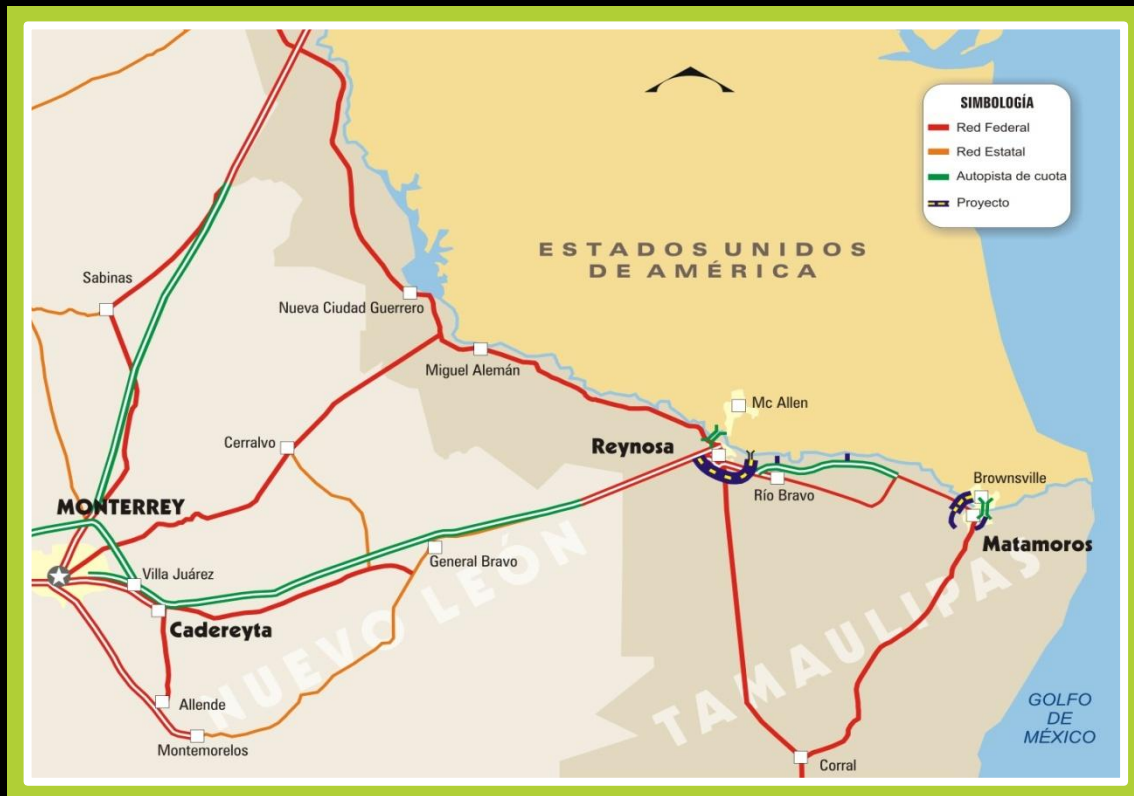 SIMBOLOGÍA
Red Federal
Red Estatal
Autopista de cuota
Proyecto
ESTADOS UNIDOS
DE AMÉRICA
Sabinas
Nueva Ciudad Guerrero
Miguel Alemán
Mc Allen
Cerralvo
Reynosa
Río Bravo
Brownsville
MONTERREY
Matamoros
General Bravo
Villa Juárez
Cadereyta
NUEVO LEÓN
TAMAULIPAS
Allende
Montemorelos
Corral
GOLFO
DE
MÉXICO